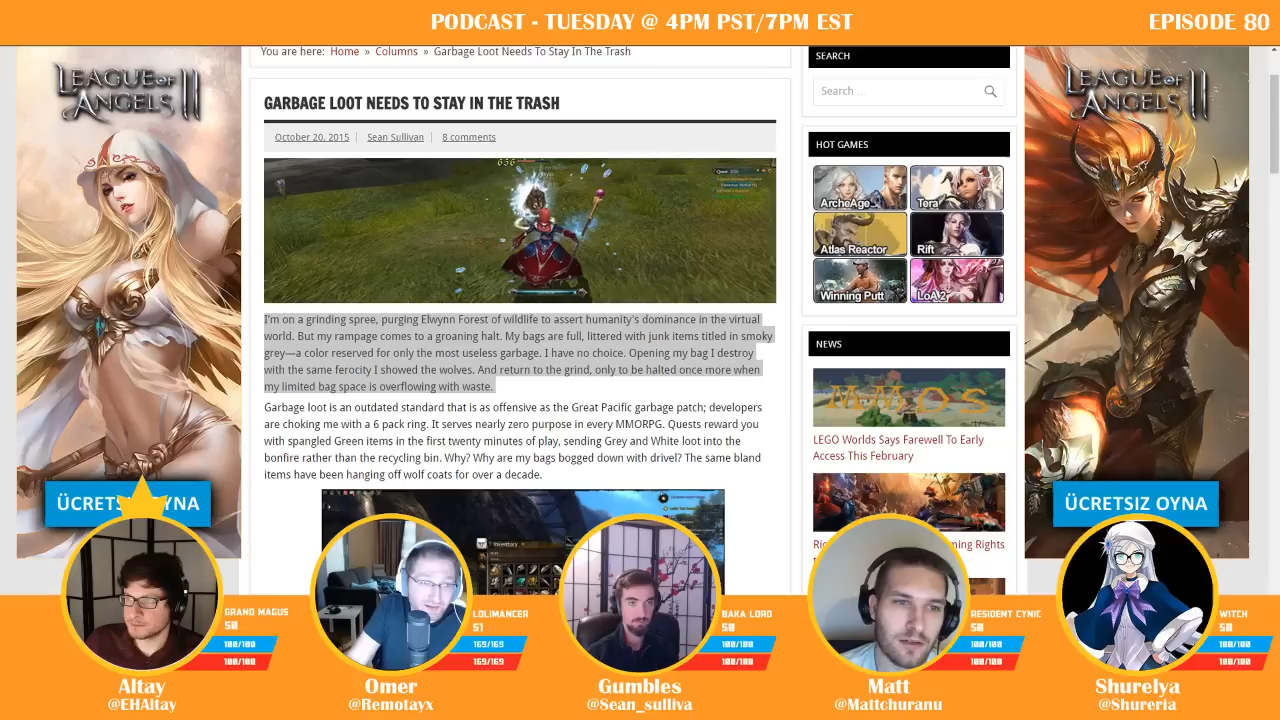 PODCAST - TUESDAY @ 4PM PST/7PM EST
EPISODE 80
LEAGUE OF
ANGELS II
You are here: Home » Columns » Garbage Loot Needs To Stay In The Trash
GARBAGE LOOT NEEDS TO STAY IN THE TRASH
October 20, 2015 | Sean Sullivan | 8 comments
I'm on a grinding spree, purging Elwynn Forest of wildlife to assert humanity's dominance in the virtual
world. But my rampage comes to a groaning halt. My bags are full, littered with junk items titled in smoky
grey—a color reserved for only the most useless garbage. I have no choice. Opening my bag I destroy
with the same ferocity I showed the wolves. And return to the grind, only to be halted once more when
my limited bag space is overflowing with waste.
Garbage loot is an outdated standard that is as offensive as the Great Pacific garbage patch; developers
are choking me with a 6 pack ring. It serves nearly zero purpose in every MMORPG. Quests reward you
with spangled Green items in the first twenty minutes of play, sending Grey and White loot into the
bonfire rather than the recycling bin. Why? Why are my bags bogged down with drivel? The same bland
items have been hanging off wolf coats for over a decade.
Inventory
SEARCH
Search ...
HOT GAMES
ArcheAge
Tera
Atlas Reactor
Rift
Winning Putt
LoA 2
NEWS
LEGO Worlds Says Farewell To Early
Access This February
LEAGUE OF
ANGELS II
ÜCRETSIZ OYNA
GRAND MAGUS
50
100/100
100/100
Altay
@EHAltay
LOLIMANCER
51
169/169
169/169
Omer
@Remotayx
BAKA LORD
50
100/100
100/100
Gumbles
@Sean_sulliva
RESIDENT CYNIC
50
100/100
100/100
Matt
@Mattchuranu
WITCH
50
100/100
100/100
Shurelya
@Shureria